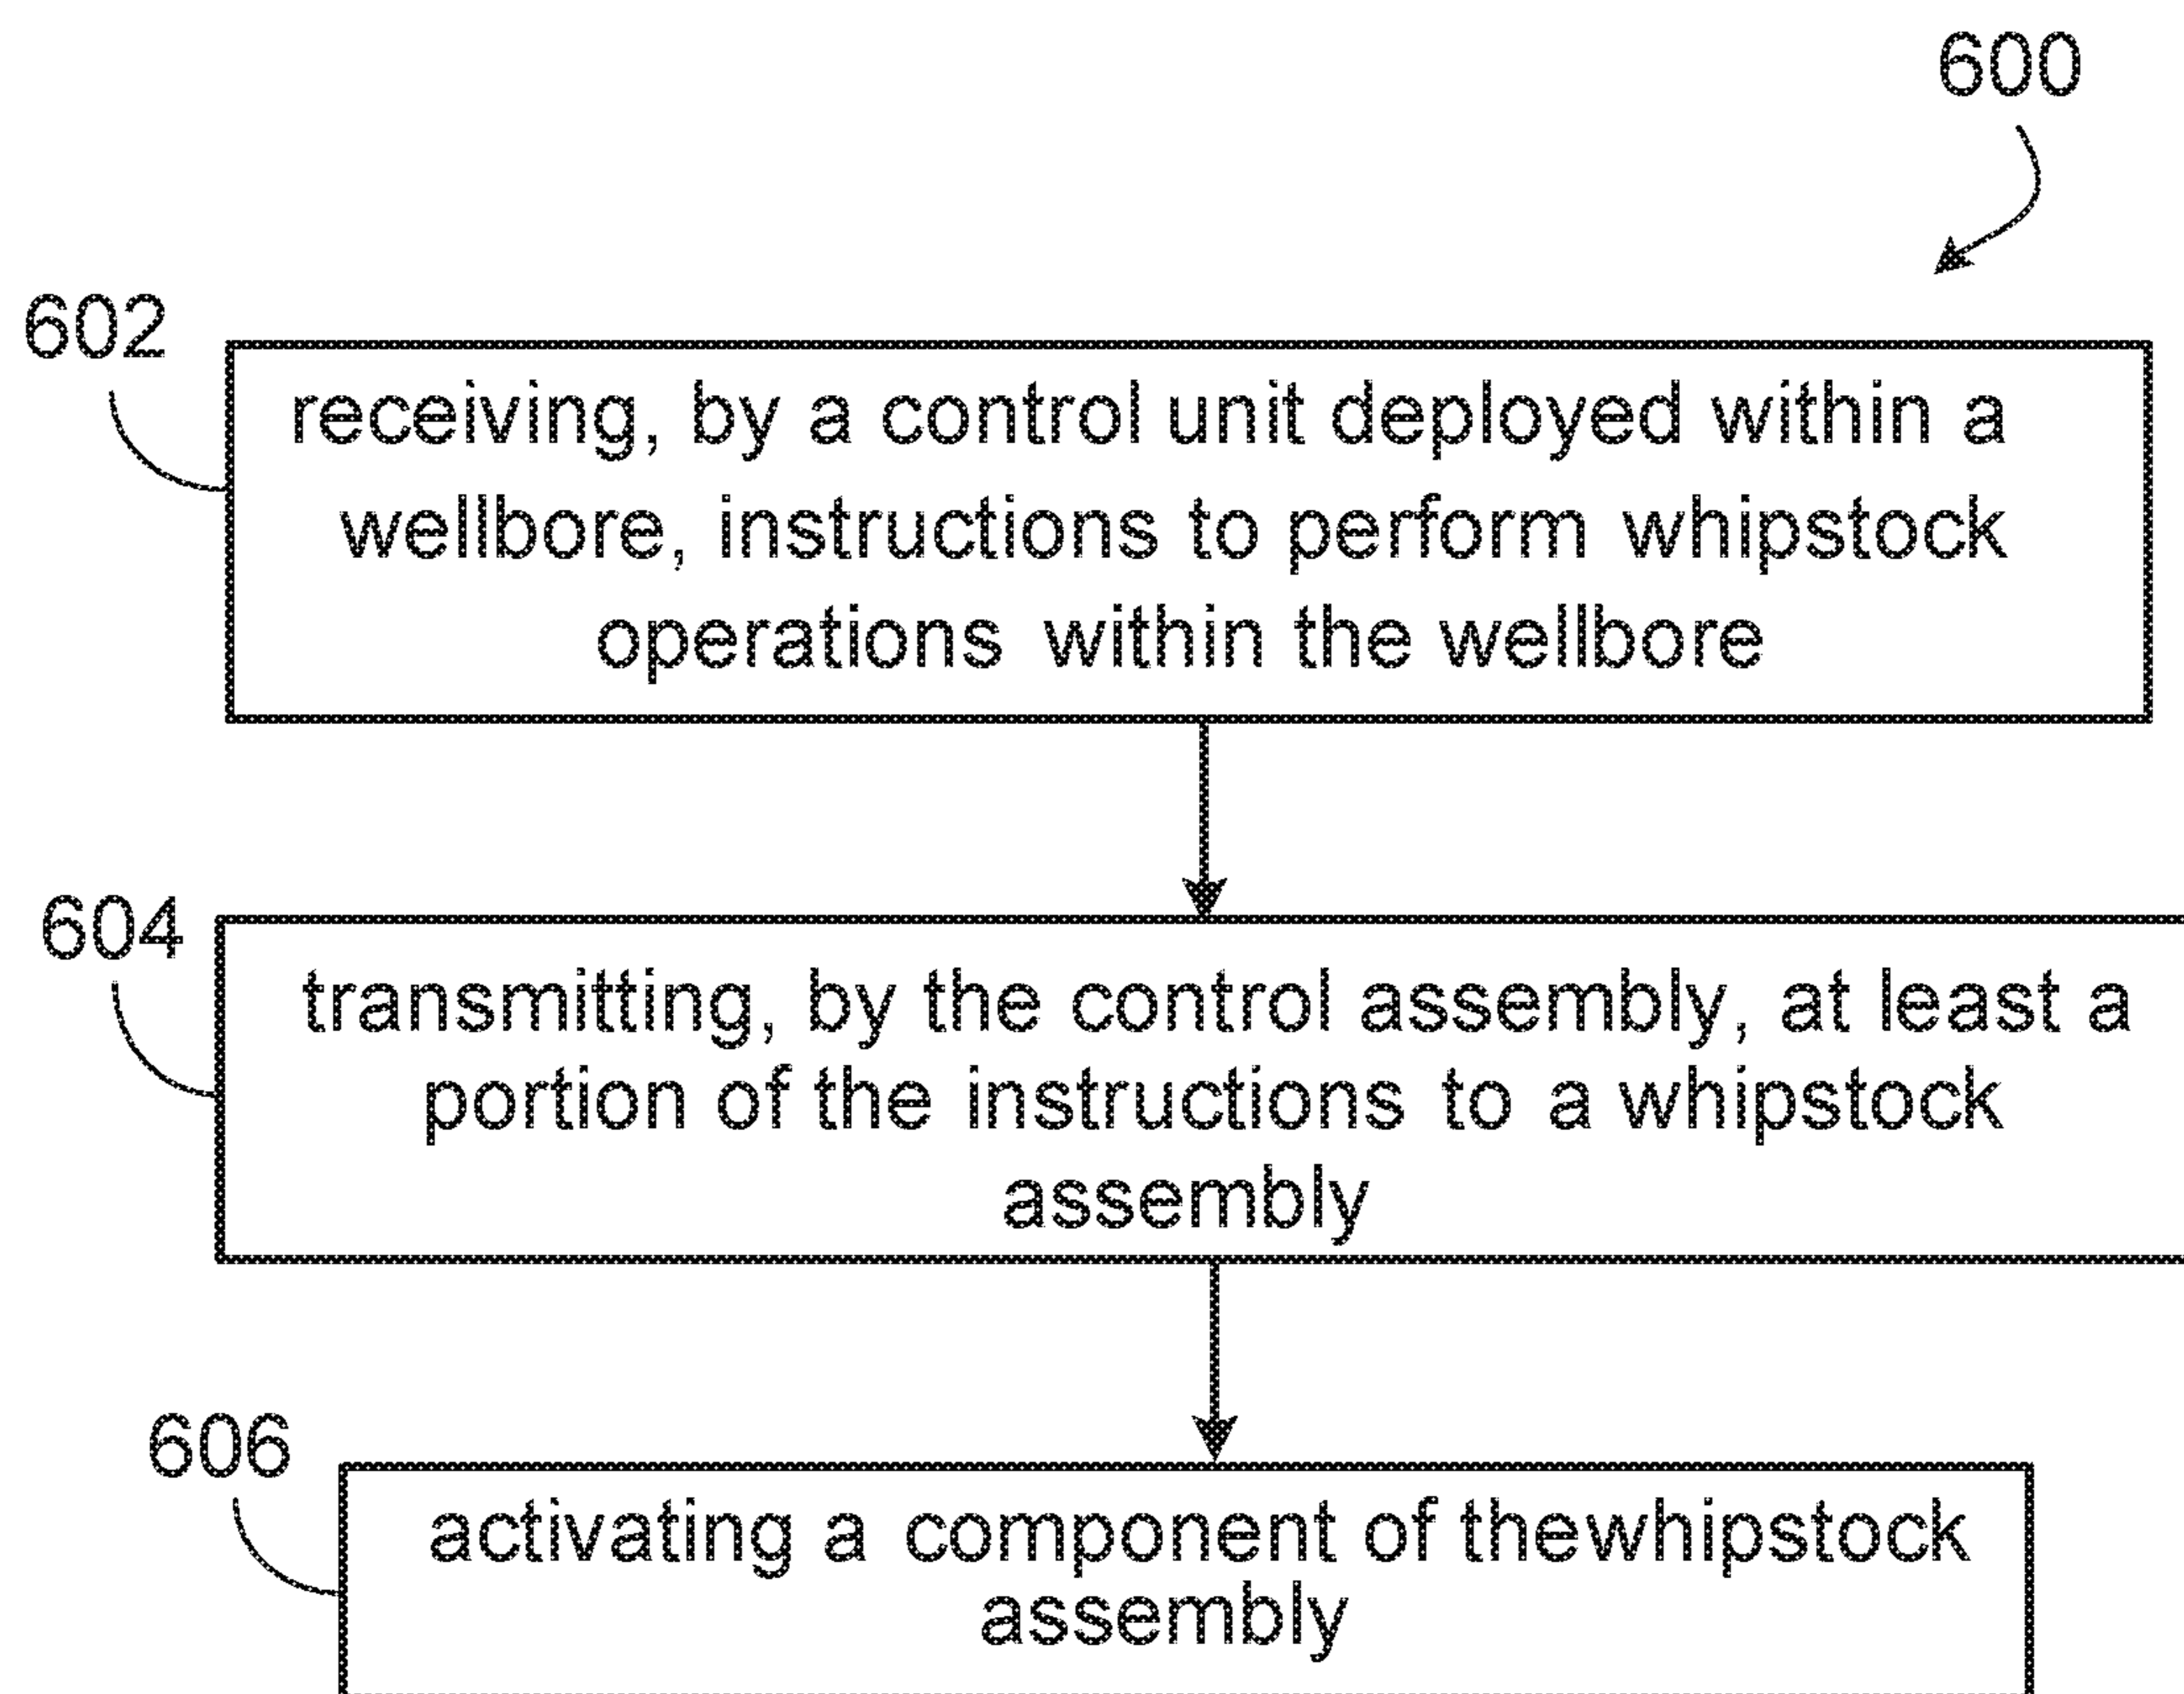 600
602
receiving, by a control unit deployed within a
wellbore, instructions to perform whipstock
operations within the wellbore
604
transmitting, by the control assembly, at least a
portion of the instructions to a whipstock
assembly
606
activating a component of thewhipstock
assembly